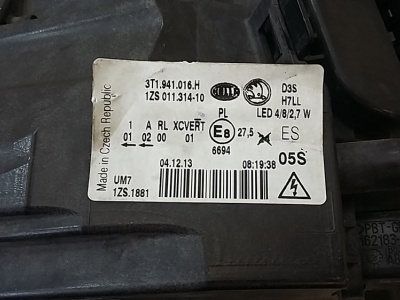 3T1.941.016.H
1ZS 011.314-10
HELLA
D3S
H7LL
LED 4/8/2,7 W
PL
1 A RL XCVERT
01 02 00 01
E8
27,5
ES
6694
04.12.13 08:19:38 05S
UM7
1ZS.1881
Made in Czech Republic
PBT-G